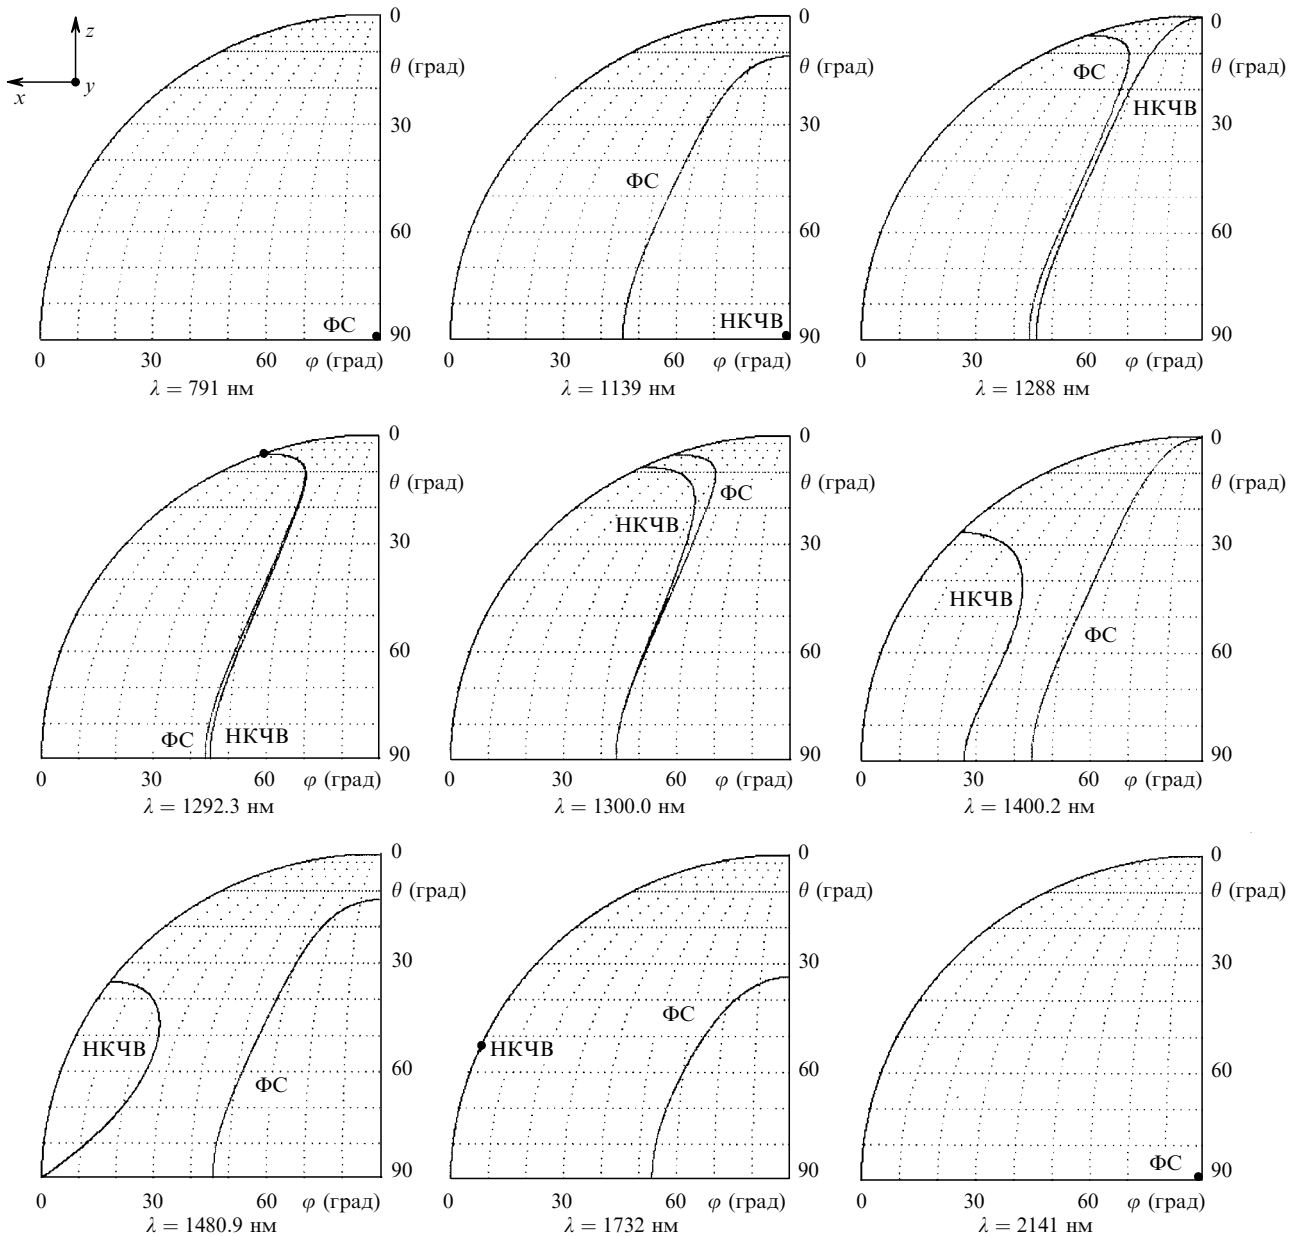 z
x
y
0
θ (град)
30
60
ФС
90
0
30
60
φ (град)
λ = 791 нм
0
θ (град)
30
ФС
60
НКЧВ
90
0
30
60
φ (град)
λ = 1139 нм
0
ФС
θ (град)
НКЧВ
30
60
90
0
30
60
φ (град)
λ = 1288 нм
0
θ (град)
30
60
ФС
НКЧВ
90
0
30
60
φ (град)
λ = 1292.3 нм
0
θ (град)
ФС
НКЧВ
30
60
90
0
30
60
φ (град)
λ = 1300.0 нм
0
θ (град)
30
НКЧВ
ФС
60
90
0
30
60
φ (град)
λ = 1400.2 нм
0
θ (град)
30
НКЧВ
60
ФС
90
0
30
60
φ (град)
λ = 1480.9 нм
0
θ (град)
30
ФС
НКЧВ
60
90
0
30
60
φ (град)
λ = 1732 нм
0
θ (град)
30
60
ФС
90
0
30
60
φ (град)
λ = 2141 нм